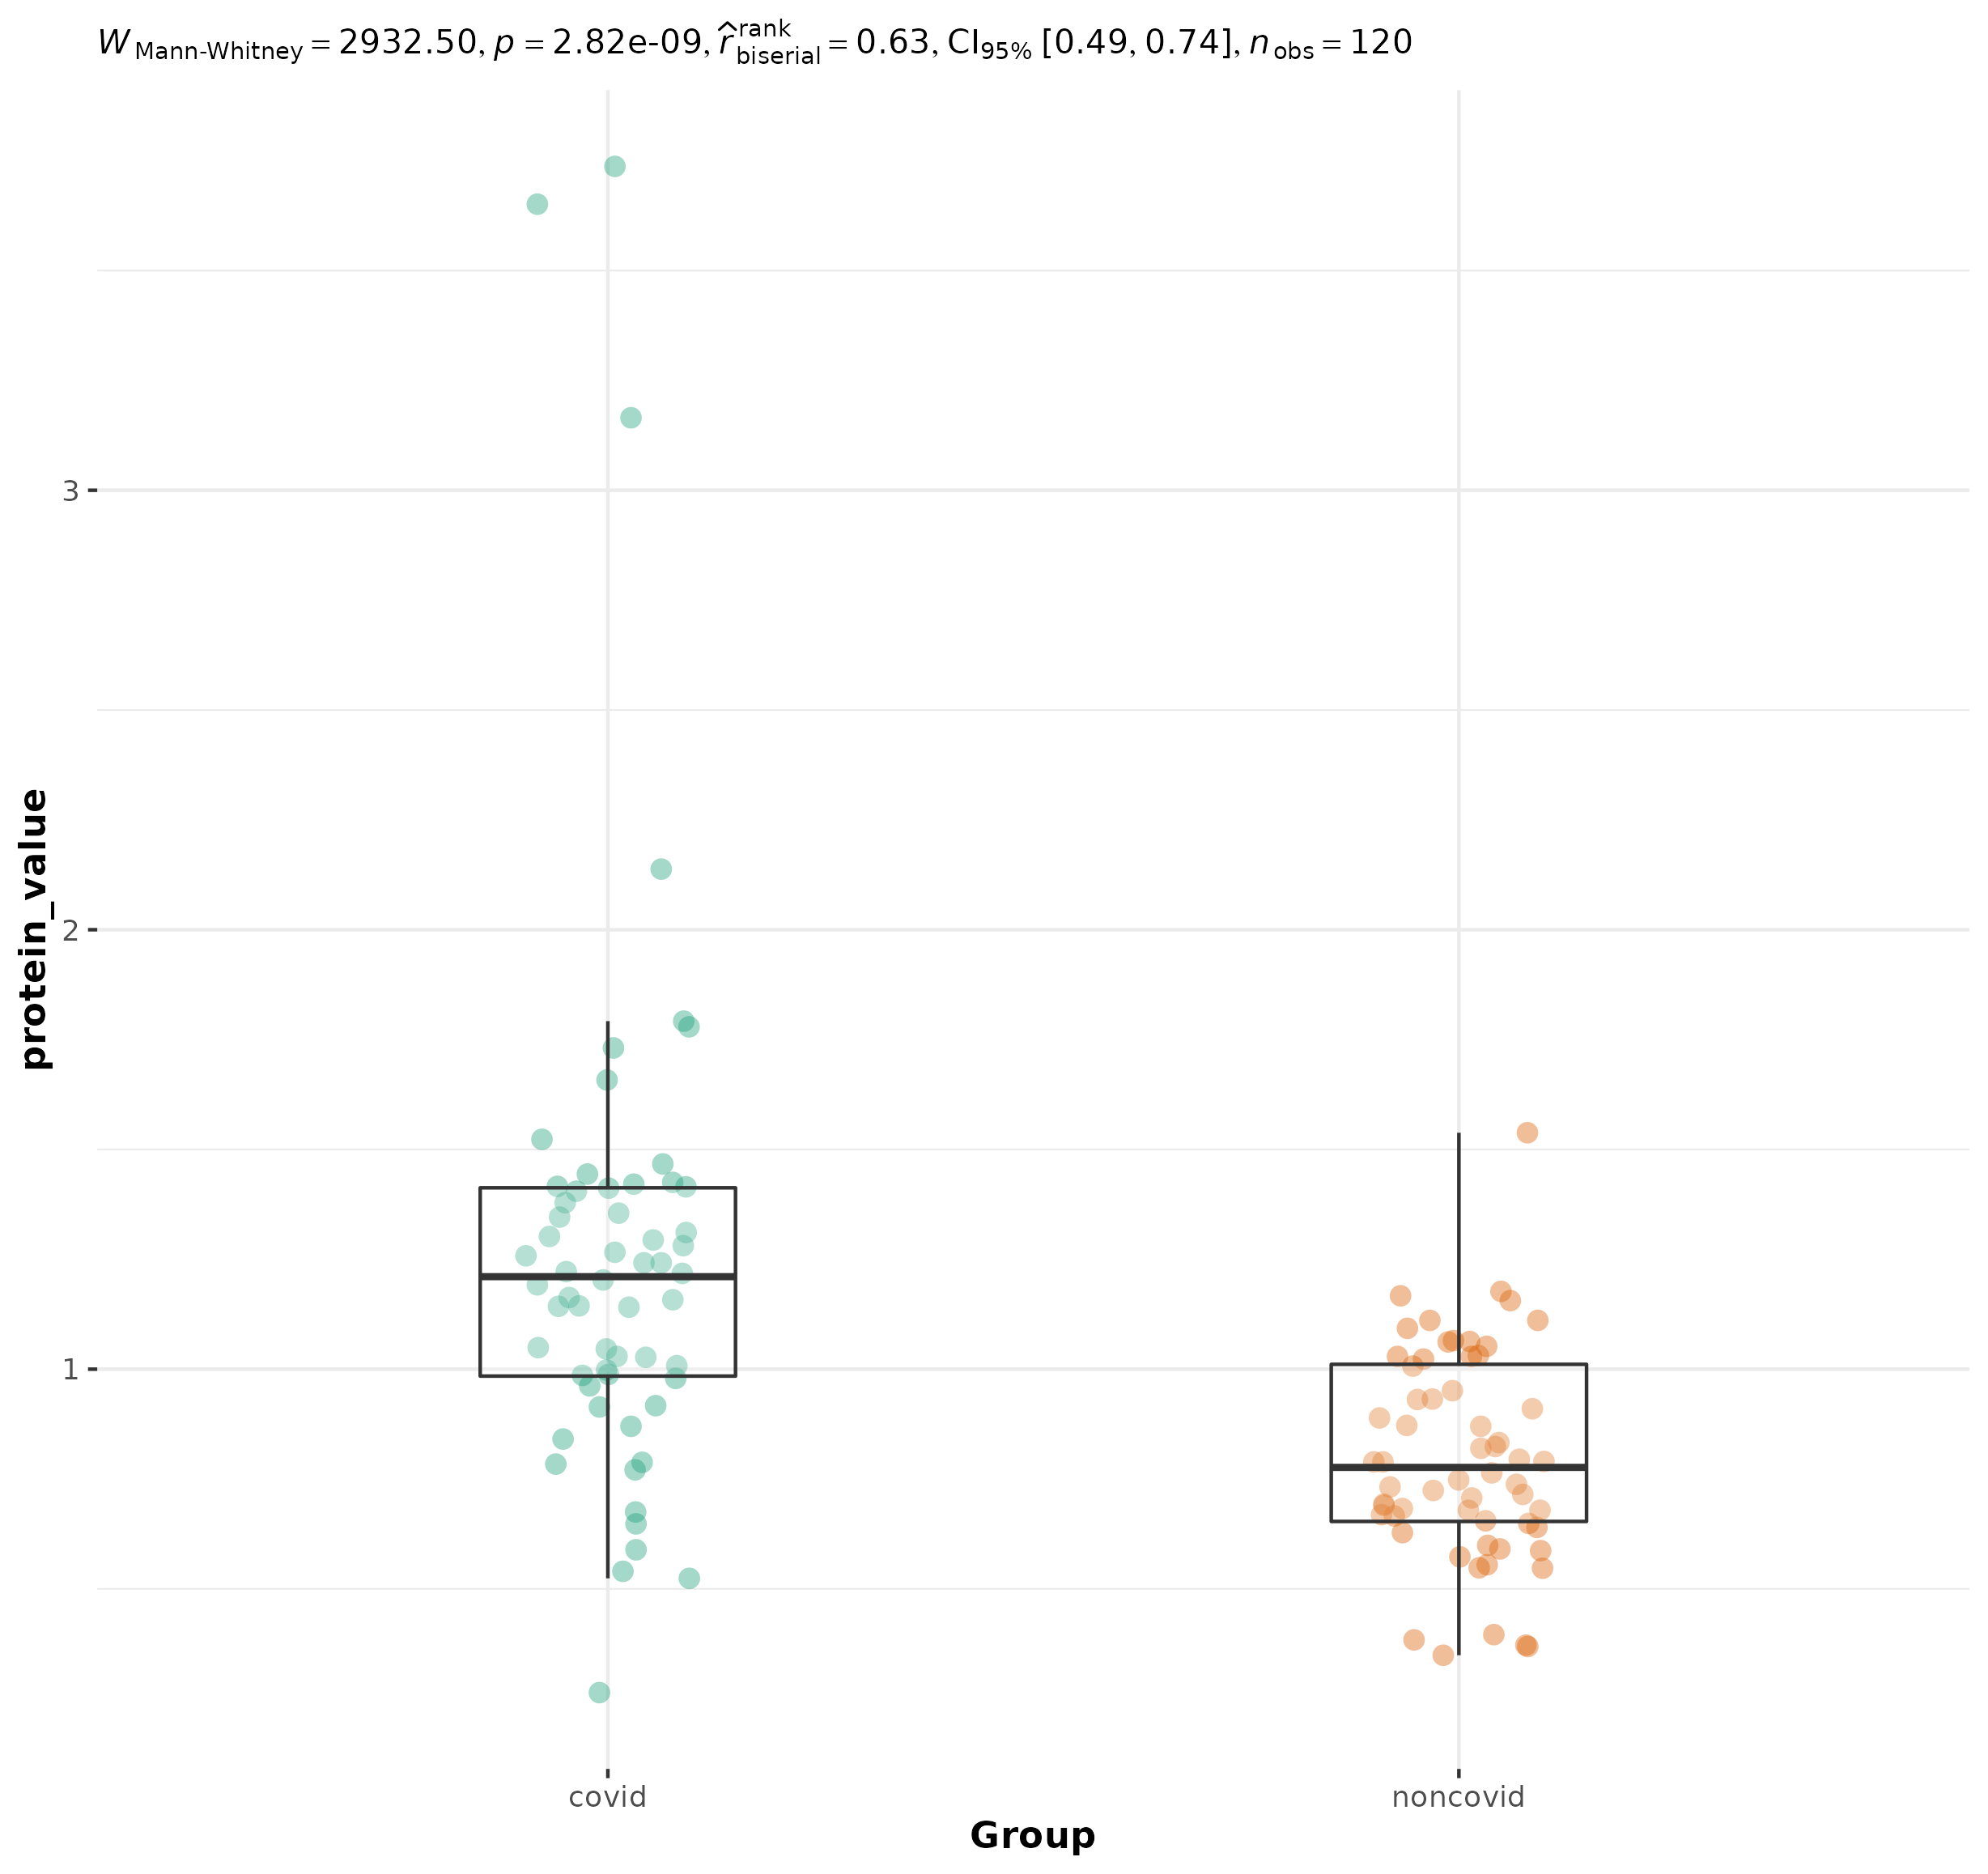 W Mann-Whitney = 2932.50, p = 2.82e-09, r̂ rank biserial = 0.63, CI95% [0.49, 0.74], nobs = 120
protein_value
3
2
1
covid noncovid
Group